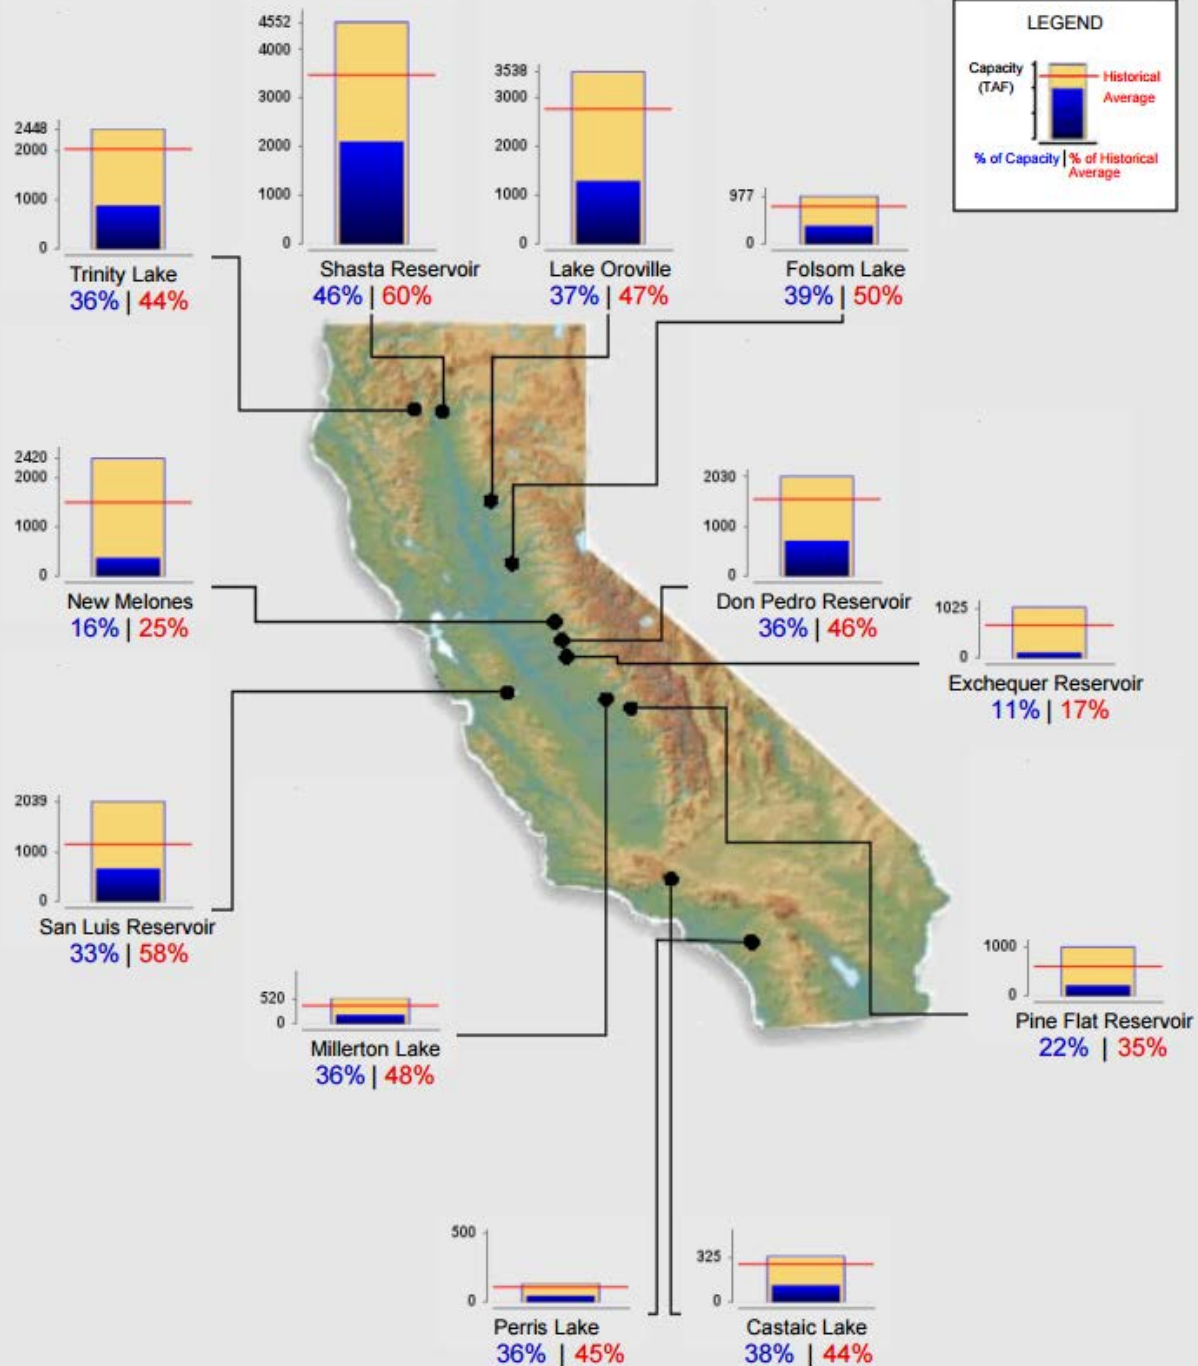 LEGEND
Capacity
(TAF)
Historical
Average
% of Capacity | % of Historical
Average
2448
2000
1000
0
Trinity Lake
36% | 44%
4552
4000
3000
2000
1000
0
Shasta Reservoir
46% | 60%
3538
3000
2000
1000
0
Lake Oroville
37% | 47%
977
0
Folsom Lake
39% | 50%
2420
2000
1000
0
New Melones
16% | 25%
2030
1000
0
Don Pedro Reservoir
36% | 46%
1025
0
Exchequer Reservoir
11% | 17%
2039
1000
0
San Luis Reservoir
33% | 58%
520
0
Millerton Lake
36% | 48%
1000
0
Pine Flat Reservoir
22% | 35%
500
0
Perris Lake
36% | 45%
325
0
Castaic Lake
38% | 44%